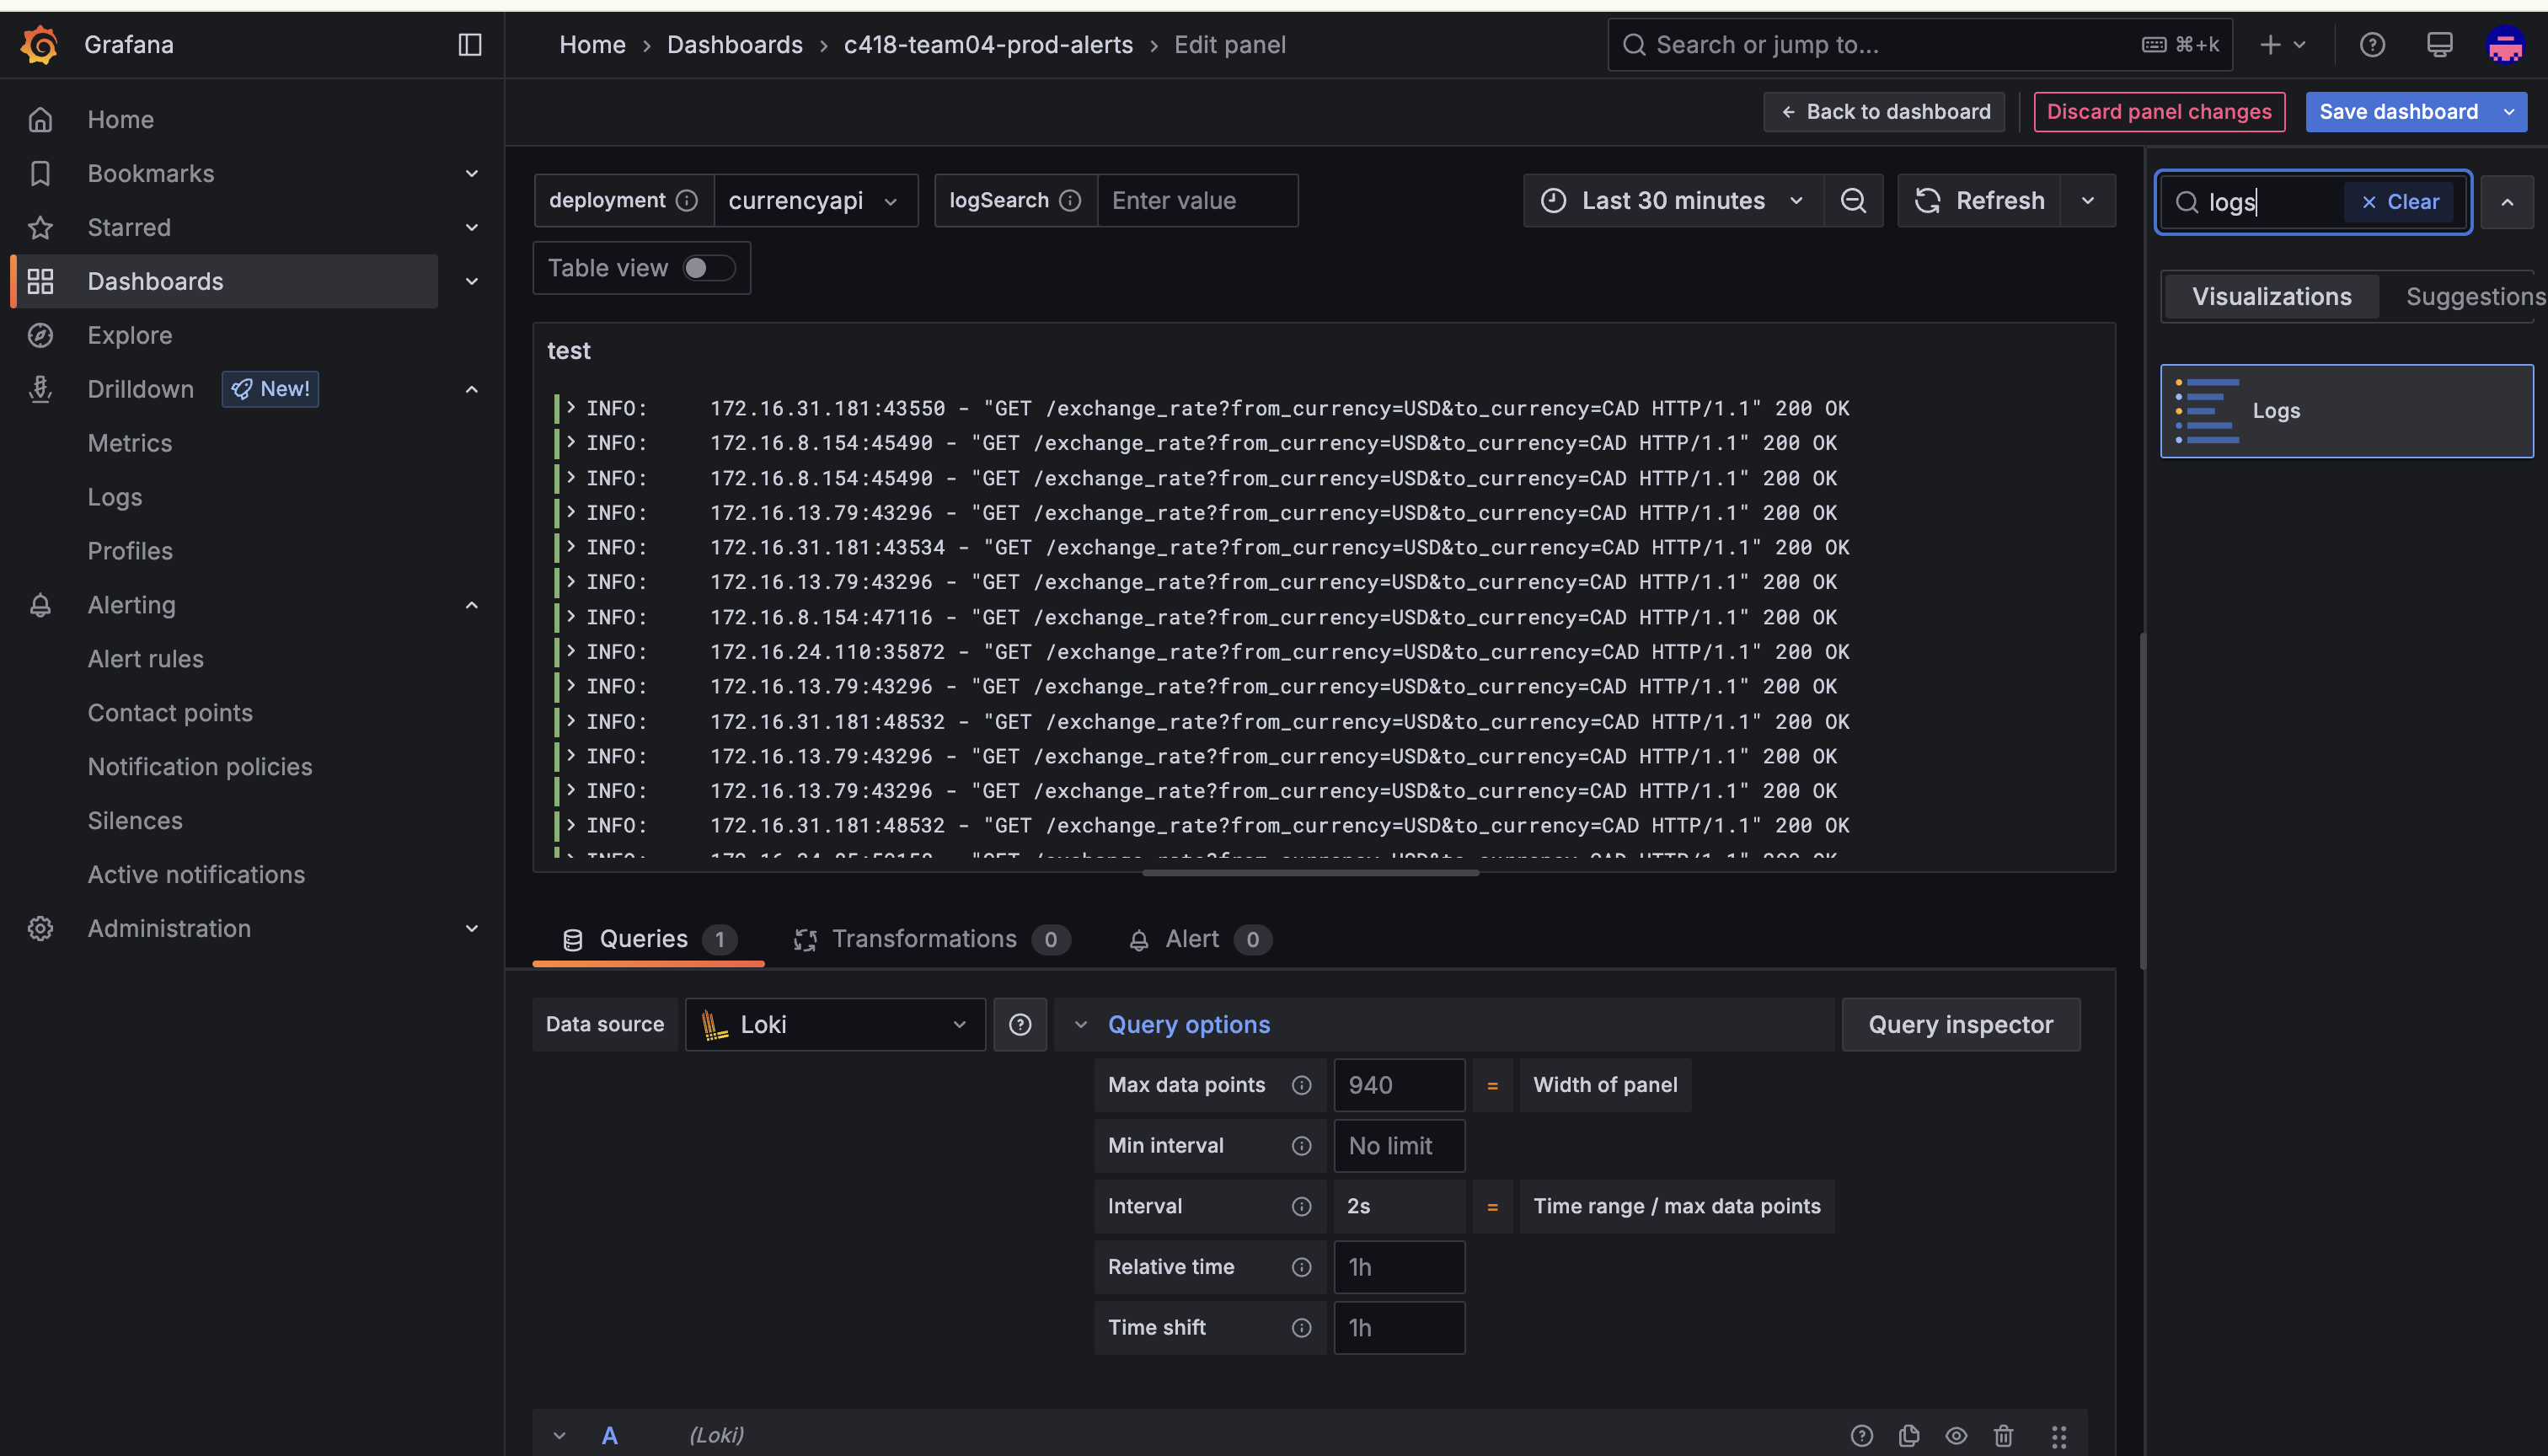 Grafana
Home › Dashboards › c418-team04-prod-alerts › Edit panel
Search or jump to... ⌘+k
Back to dashboard
Discard panel changes
Save dashboard
Home
Bookmarks
Starred
Dashboards
Explore
Drilldown New!
Metrics
Logs
Profiles
Alerting
Alert rules
Contact points
Notification policies
Silences
Active notifications
Administration
deployment currencyapi logSearch Enter value
Last 30 minutes Refresh
Table view
test
INFO: 172.16.31.181:43550 - "GET /exchange_rate?from_currency=USD&to_currency=CAD HTTP/1.1" 200 OK
INFO: 172.16.8.154:45490 - "GET /exchange_rate?from_currency=USD&to_currency=CAD HTTP/1.1" 200 OK
INFO: 172.16.8.154:45490 - "GET /exchange_rate?from_currency=USD&to_currency=CAD HTTP/1.1" 200 OK
INFO: 172.16.13.79:43296 - "GET /exchange_rate?from_currency=USD&to_currency=CAD HTTP/1.1" 200 OK
INFO: 172.16.31.181:43534 - "GET /exchange_rate?from_currency=USD&to_currency=CAD HTTP/1.1" 200 OK
INFO: 172.16.13.79:43296 - "GET /exchange_rate?from_currency=USD&to_currency=CAD HTTP/1.1" 200 OK
INFO: 172.16.8.154:47116 - "GET /exchange_rate?from_currency=USD&to_currency=CAD HTTP/1.1" 200 OK
INFO: 172.16.24.110:35872 - "GET /exchange_rate?from_currency=USD&to_currency=CAD HTTP/1.1" 200 OK
INFO: 172.16.13.79:43296 - "GET /exchange_rate?from_currency=USD&to_currency=CAD HTTP/1.1" 200 OK
INFO: 172.16.31.181:48532 - "GET /exchange_rate?from_currency=USD&to_currency=CAD HTTP/1.1" 200 OK
INFO: 172.16.13.79:43296 - "GET /exchange_rate?from_currency=USD&to_currency=CAD HTTP/1.1" 200 OK
INFO: 172.16.13.79:43296 - "GET /exchange_rate?from_currency=USD&to_currency=CAD HTTP/1.1" 200 OK
INFO: 172.16.31.181:48532 - "GET /exchange_rate?from_currency=USD&to_currency=CAD HTTP/1.1" 200 OK
Queries 1 Transformations 0 Alert 0
Data source Loki Query options Query inspector
Max data points 940 = Width of panel
Min interval No limit
Interval 2s = Time range / max data points
Relative time 1h
Time shift 1h
A (Loki)
logs Clear
Visualizations Suggestions
Logs